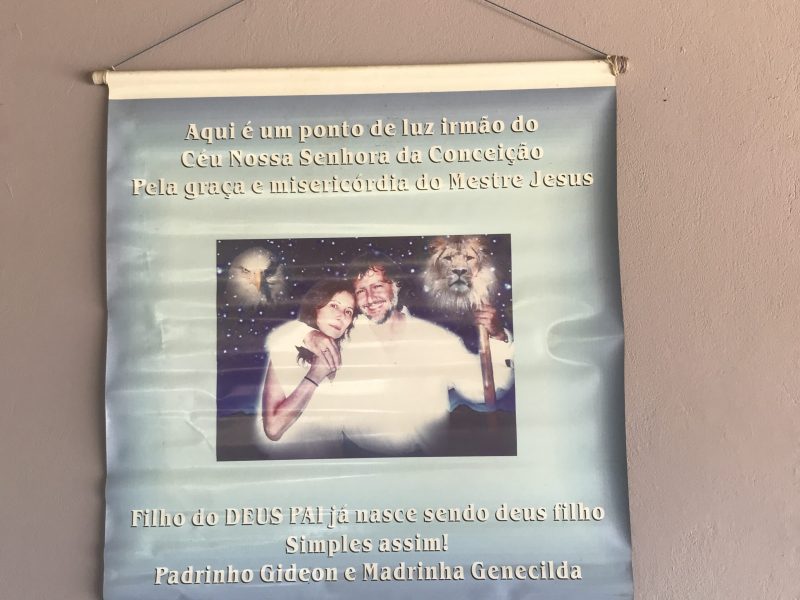 Aqui é um ponto de luz irmão do
Céu Nossa Senhora da Conceição
Pela graça e misericórdia do Mestre Jesus
Filho do DEUS PAI já nasce sendo deus filho
Simples assim!
Padrinho Gideon e Madrinha Genecilda